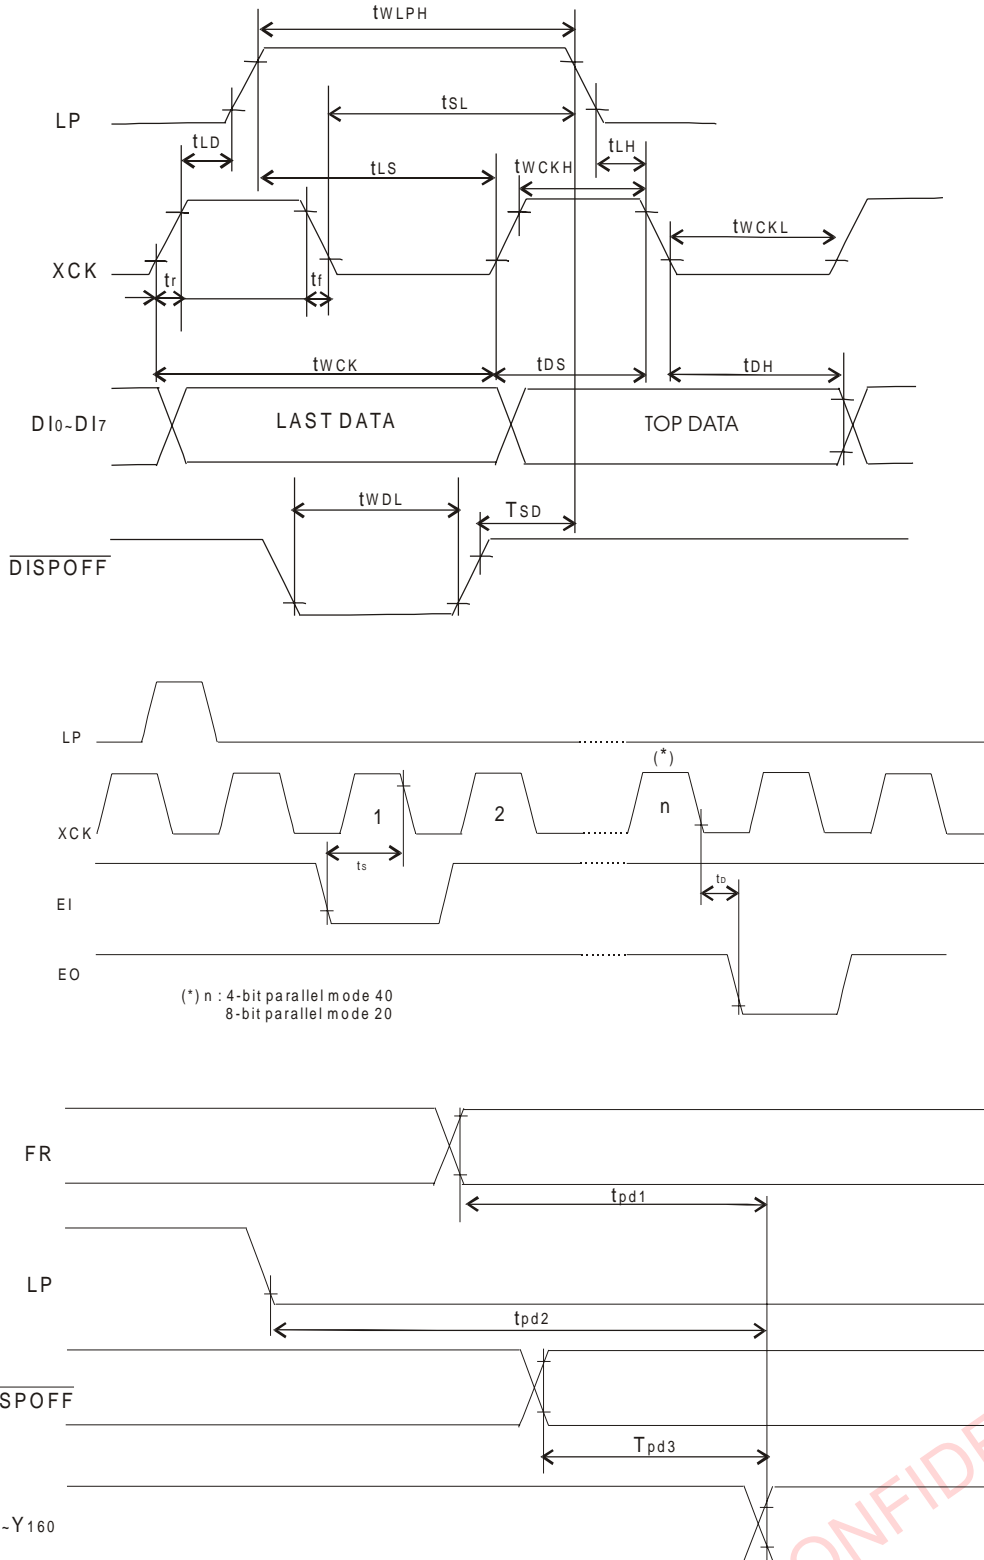 tWLPH
tSL
LP
tLD
tLH
tLS
tWCKH
tWCKL
XCK
tr
tf
tWCK
tDS
tDH
DI0~DI7
LAST DATA
TOP DATA
tWDL
TSD
DISPOFF
LP
(*)
1
2
n
XCK
ts
tD
EI
EO
(*) n : 4-bit parallel mode 40
8-bit parallel mode 20
FR
tpd1
LP
tpd2
SPOFF
Tpd3
~Y160
ONFIDE